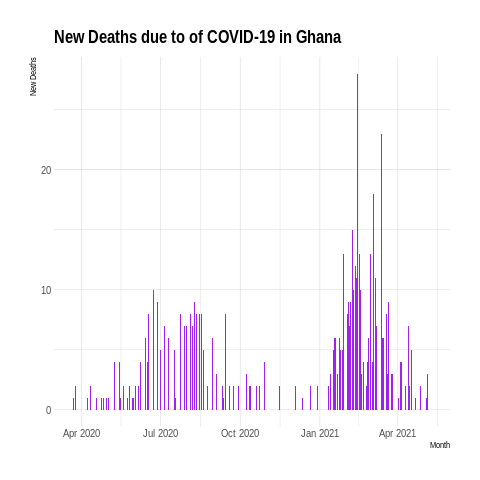 New Deaths due to of COVID-19 in Ghana
New Deaths
20
10
0
Apr 2020 Jul 2020 Oct 2020 Jan 2021 Apr 2021
Month